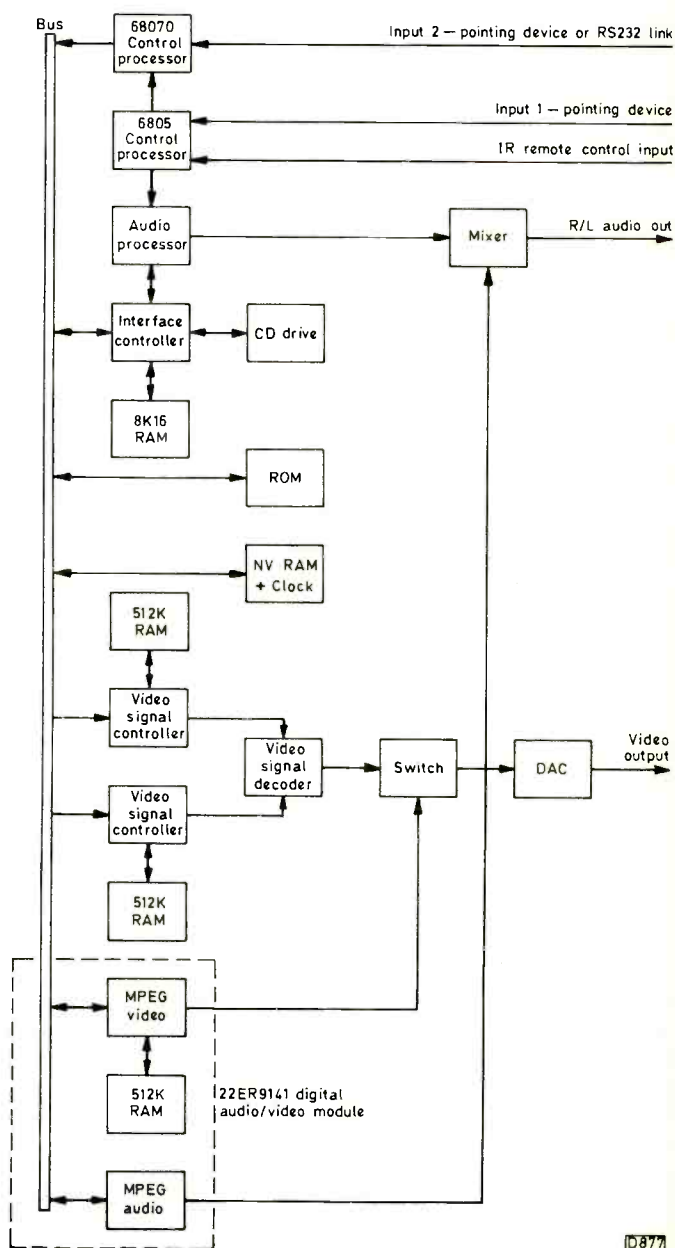 Bus
68070
Control
processor
Input 2 — pointing device or RS232 link
6805
Control
processor
Input 1 — pointing device
IR remote control input
Audio
processor
Mixer
R/L audio out
Interface
controller
CD drive
8K16
RAM
ROM
NV RAM
+ Clock
512K
RAM
Video
signal
controller
Video
signal
decoder
Switch
DAC
Video
output
Video
signal
controller
512K
RAM
MPEG
video
512K
RAM
22ER9141 digital
audio/video module
MPEG
audio
D877